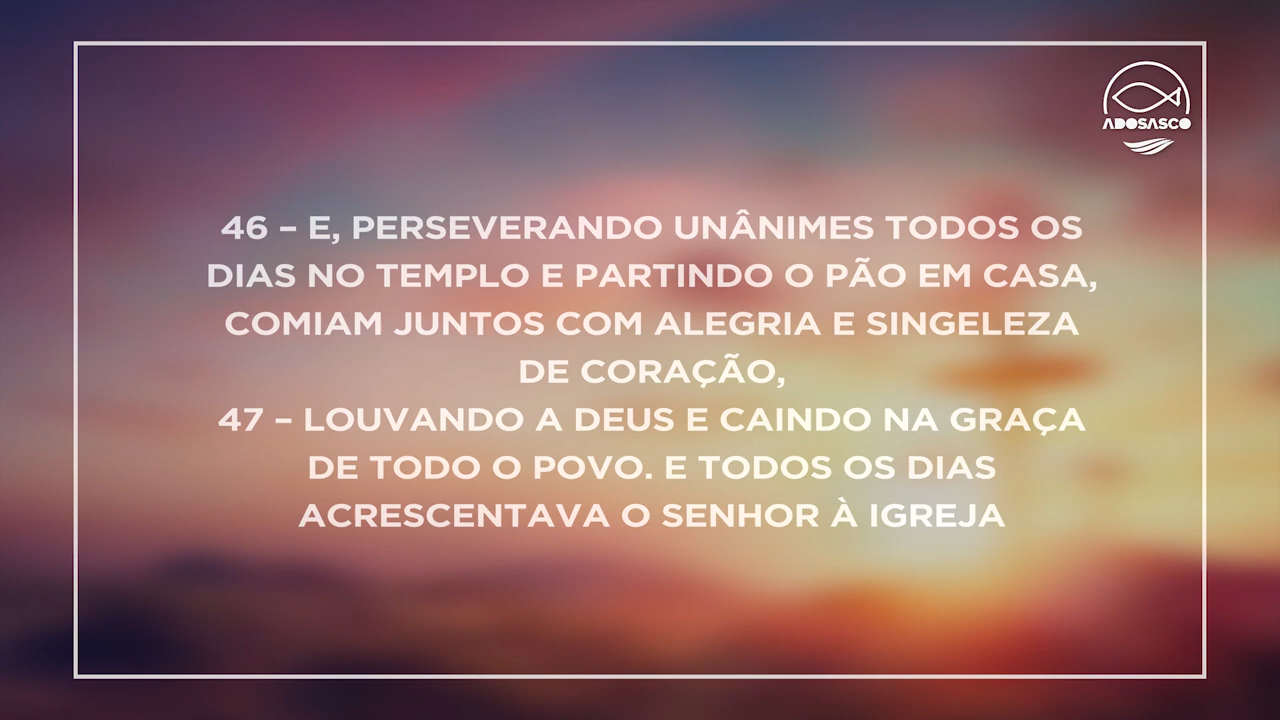 ADOSASCO
46 – E, PERSEVERANDO UNÂNIMES TODOS OS
DIAS NO TEMPLO E PARTINDO O PÃO EM CASA,
COMIAM JUNTOS COM ALEGRIA E SINGELEZA
DE CORAÇÃO,
47 – LOUVANDO A DEUS E CAINDO NA GRAÇA
DE TODO O POVO. E TODOS OS DIAS
ACRESCENTAVA O SENHOR À IGREJA